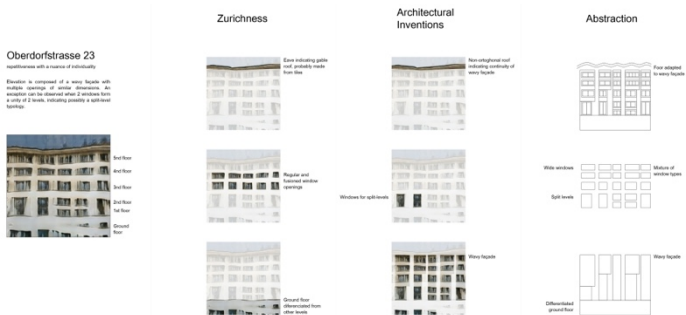 Zurichness
Architectural
Inventions
Abstraction
Oberdorfstrasse 23
repetitiveness with a nuance of individuality
Elevation is composed of a wavy façade with
multiple openings of similar dimensions. An
exception can be observed when 2 windows form
a unity of 2 levels, indicating possibly a split-level
typology.
5nd floor
4nd floor
3nd floor
2nd floor
1st floor
Ground
floor
Eave indicating gable
roof, probably made
from tiles
Regular and
fusioned window
openings
Ground floor
diferenciated from
other levels
Non-orthogonal roof
indicating continuity of
wavy façade
Windows for split-levels
Wavy façade
Foor adapted
to wavy façade
Wide windows
Split levels
Mixture of
window types
Wavy façade
Differentiated
ground floor